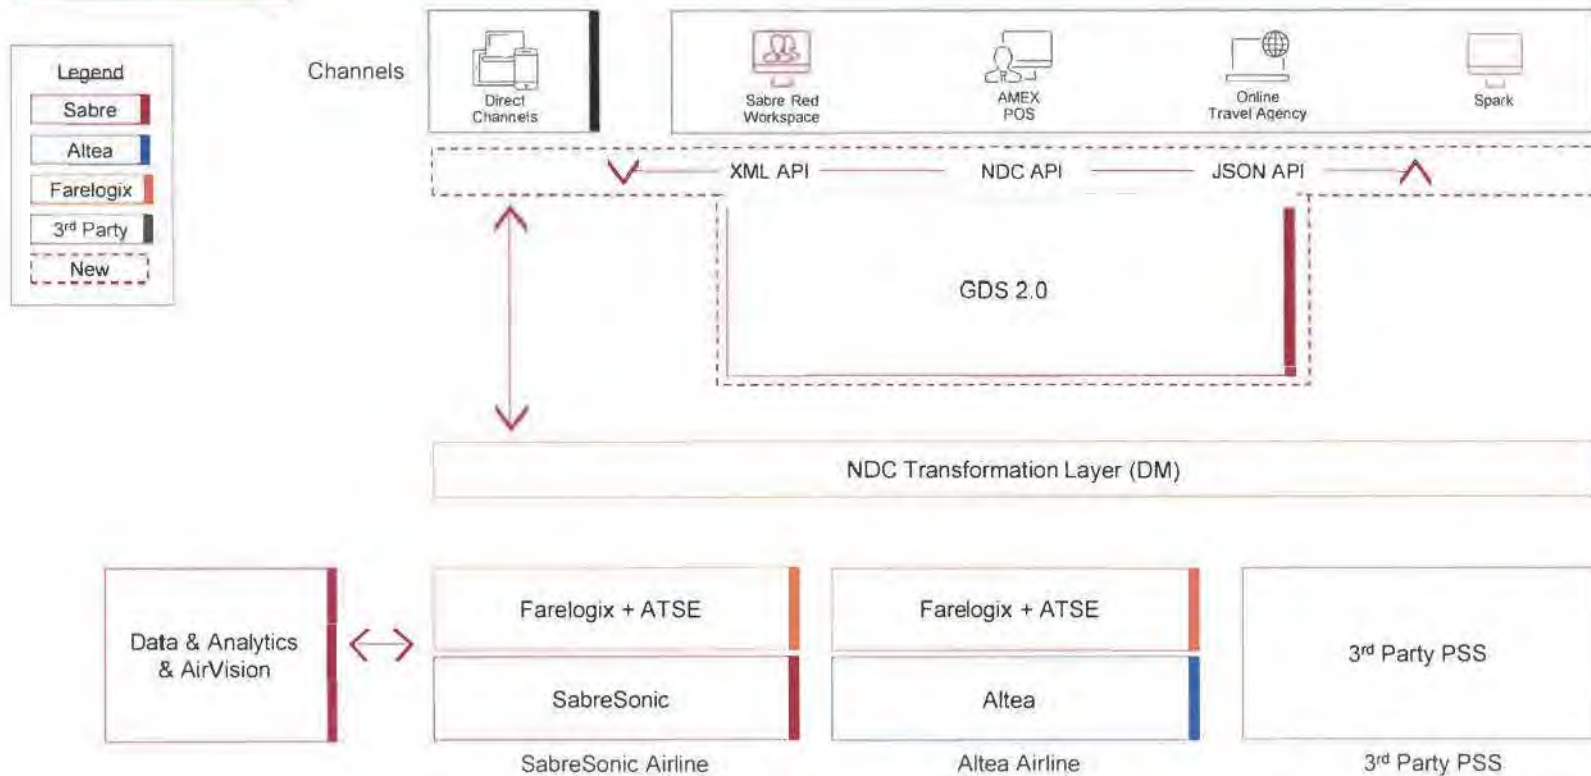 Legend
Sabre
Altea
Farelogix
3rd Party
New
Channels
Direct
Channels
Sabre Red
Workspace
AMEX
POS
Online
Travel Agency
Spark
XML API
NDC API
JSON API
GDS 2.0
NDC Transformation Layer (DM)
Data & Analytics
& AirVision
Farelogix + ATSE
SabreSonic
SabreSonic Airline
Farelogix + ATSE
Altea
Altea Airline
3rd Party PSS
3rd Party PSS